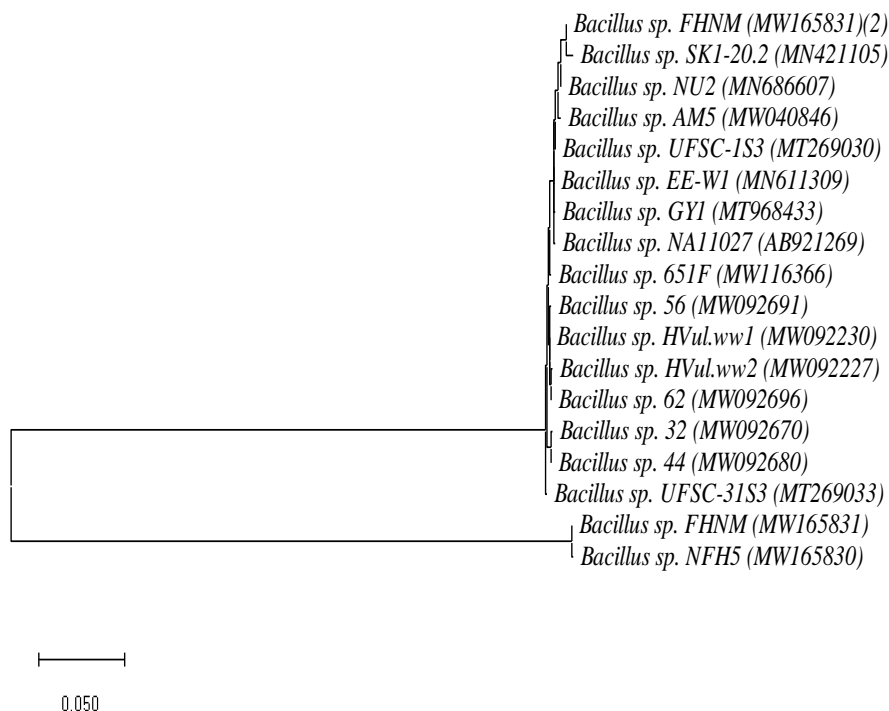 Bacillus sp. FHNM (MW165831)(2)
Bacillus sp. SK1-20.2 (MN421105)
Bacillus sp. NU2 (MN686607)
Bacillus sp. AM5 (MW040846)
Bacillus sp. UFSC-1S3 (MT269030)
Bacillus sp. EE-W1 (MN611309)
Bacillus sp. GY1 (MT968433)
Bacillus sp. NA11027 (AB921269)
Bacillus sp. 651F (MW116366)
Bacillus sp. 56 (MW092691)
Bacillus sp. HVul.ww1 (MW092230)
Bacillus sp. HVul.ww2 (MW092227)
Bacillus sp. 62 (MW092696)
Bacillus sp. 32 (MW092670)
Bacillus sp. 44 (MW092680)
Bacillus sp. UFSC-31S3 (MT269033)
Bacillus sp. FHNM (MW165831)
Bacillus sp. NFH5 (MW165830)
0.050